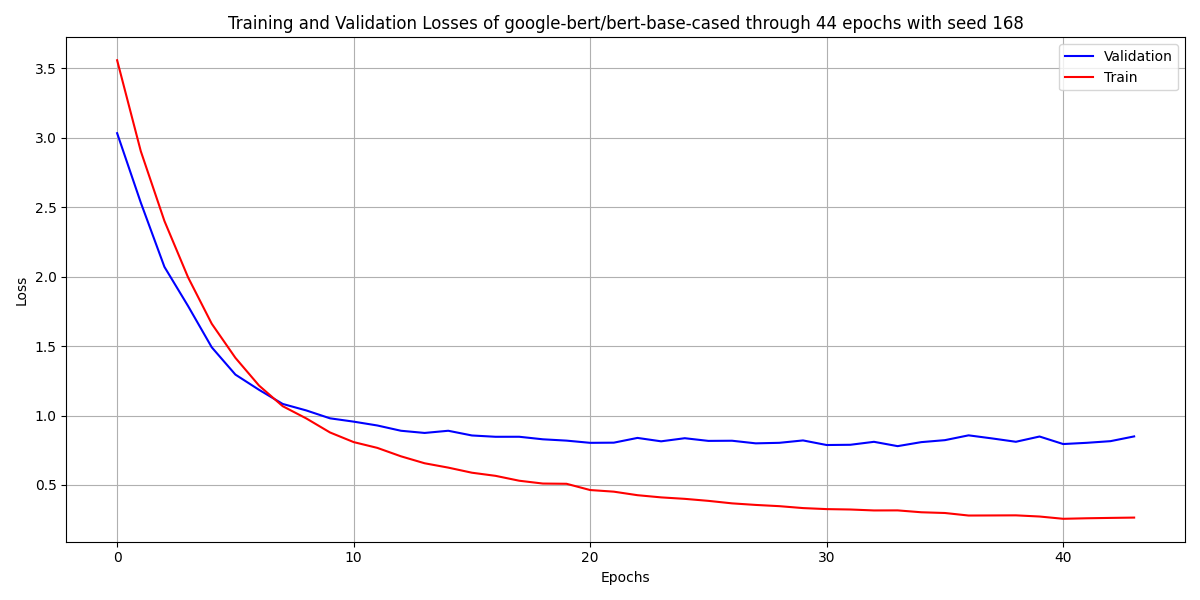 Training and Validation Losses of google-bert/bert-base-cased through 44 epochs with seed 168
Validation
Train
Loss
3.5
3.0
2.5
2.0
1.5
1.0
0.5
0 10 20 30 40
Epochs